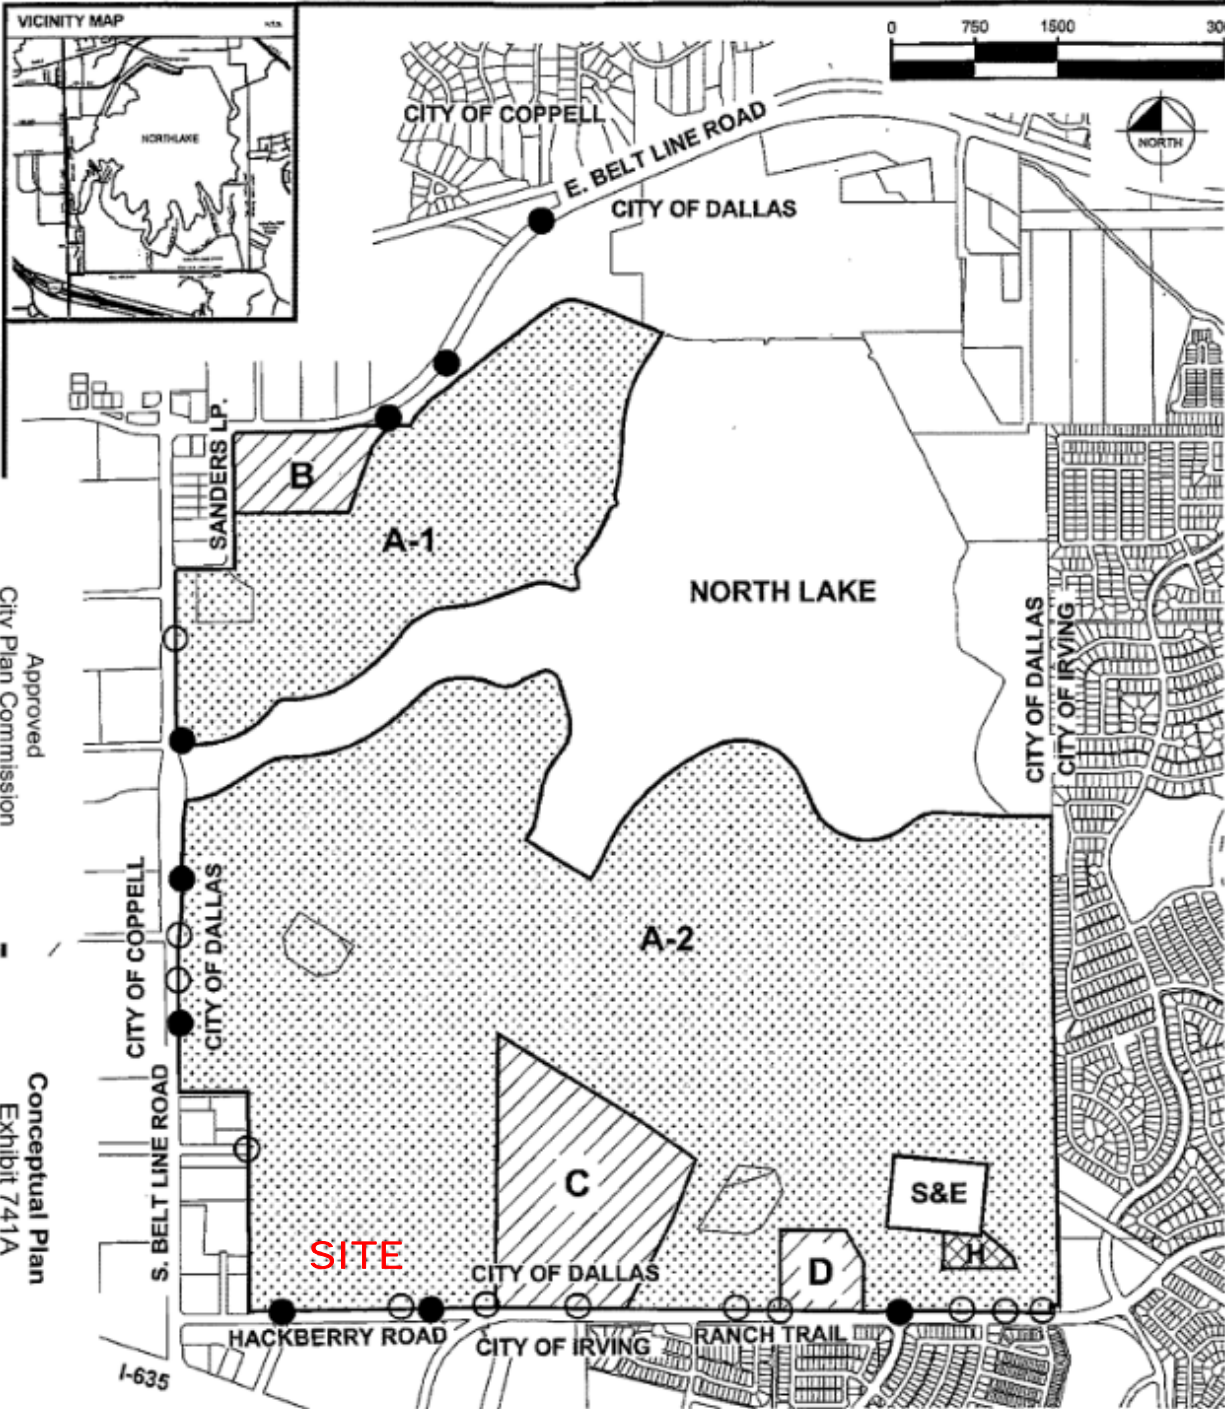 VICINITY MAP
N.T.S.
NORTHLAKE
0 750 1500 300
CITY OF COPPELL
E. BELT LINE ROAD
CITY OF DALLAS
NORTH
SANDERS LP.
B
A-1
NORTH LAKE
CITY OF DALLAS
CITY OF IRVING
Approved
City Plan Commission
CITY OF COPPELL
CITY OF DALLAS
A-2
S. BELT LINE ROAD
Conceptual Plan
Exhibit 741A
C
S&E
H
D
SITE
CITY OF DALLAS
HACKBERRY ROAD
CITY OF IRVING
RANCH TRAIL
I-635